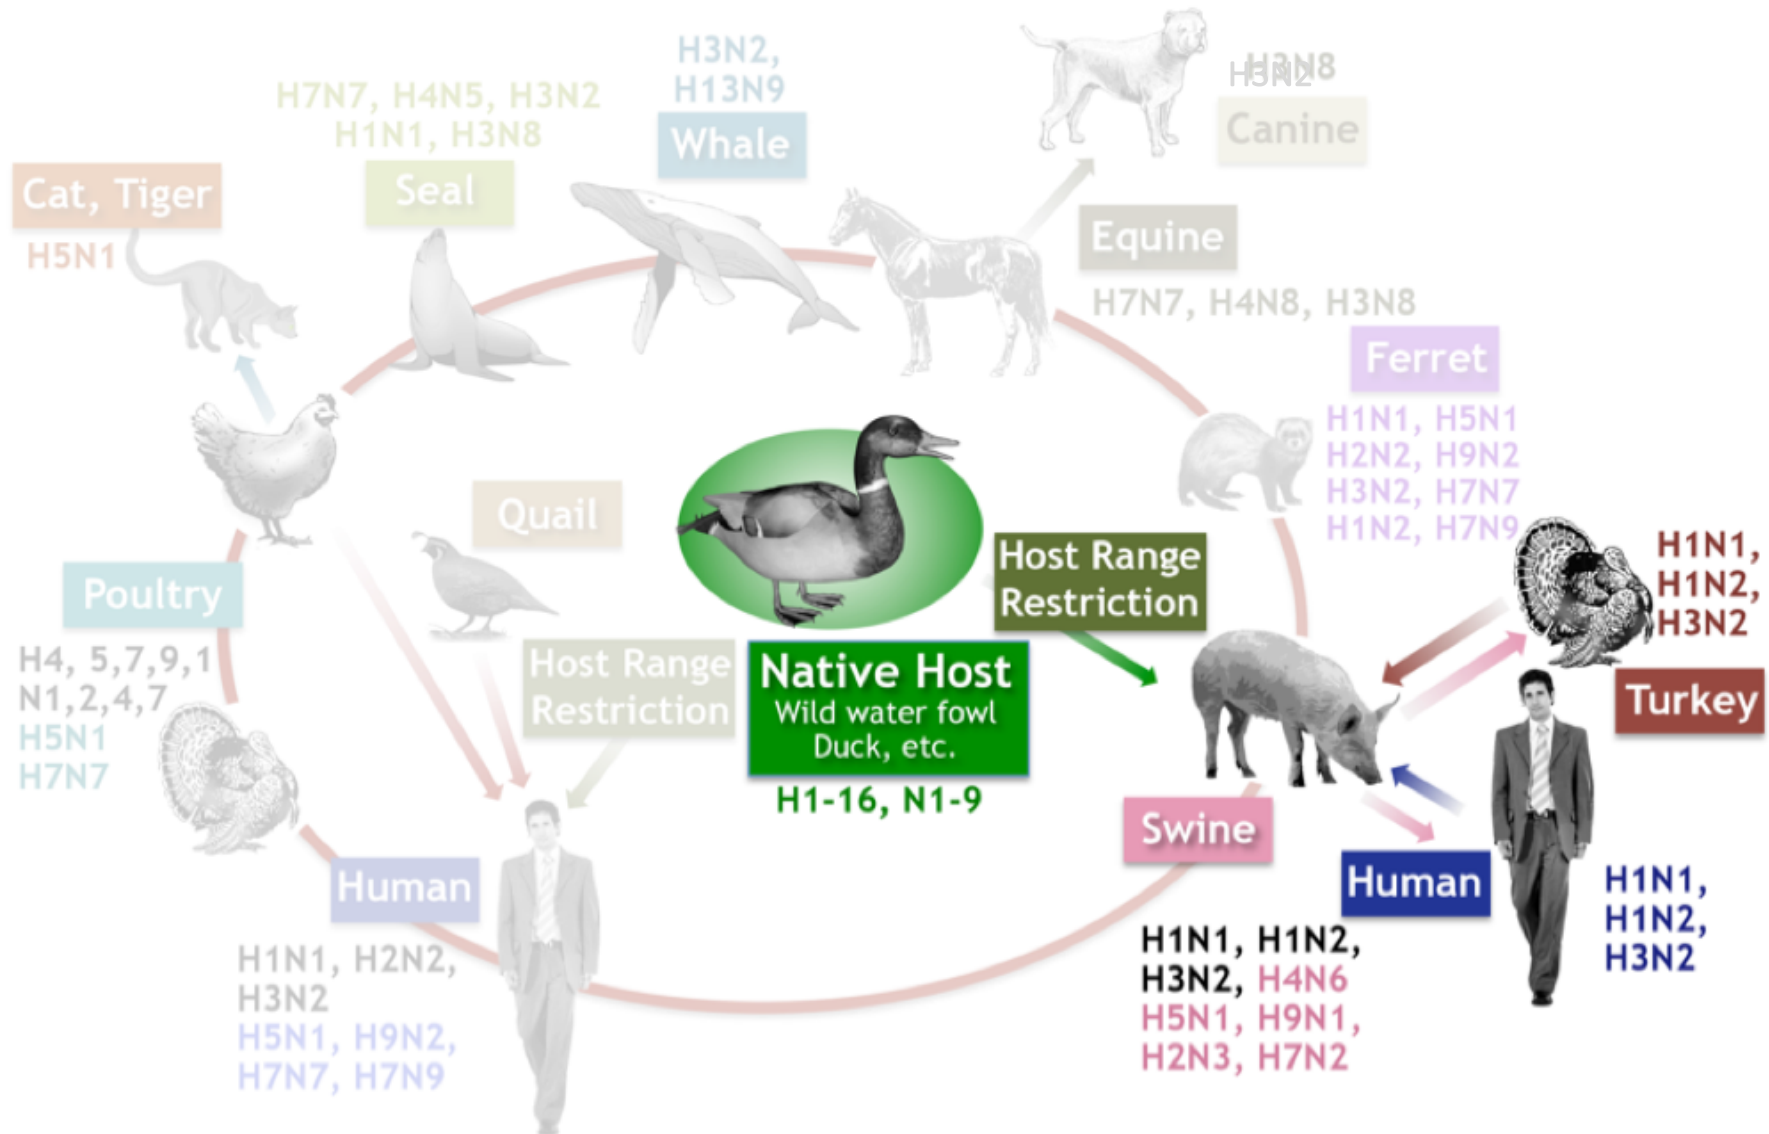 H3N2,
H13N9
Whale
H3N8
H3N2
Canine
H7N7, H4N5, H3N2
H1N1, H3N8
Seal
Cat, Tiger
H5N1
Equine
H7N7, H4N8, H3N8
Ferret
H1N1, H5N1
H2N2, H9N2
H3N2, H7N7
H1N2, H7N9
Quail
Poultry
H4, 5,7,9,1
N1,2,4,7
H5N1
H7N7
Host Range
Restriction
Host Range
Restriction
Native Host
Wild water fowl
Duck, etc.
H1-16, N1-9
H1N1,
H1N2,
H3N2
Turkey
Swine
H1N1, H1N2,
H3N2, H4N6
H5N1, H9N1,
H2N3, H7N2
Human
H1N1,
H1N2,
H3N2
Human
H1N1, H2N2,
H3N2
H5N1, H9N2,
H7N7, H7N9